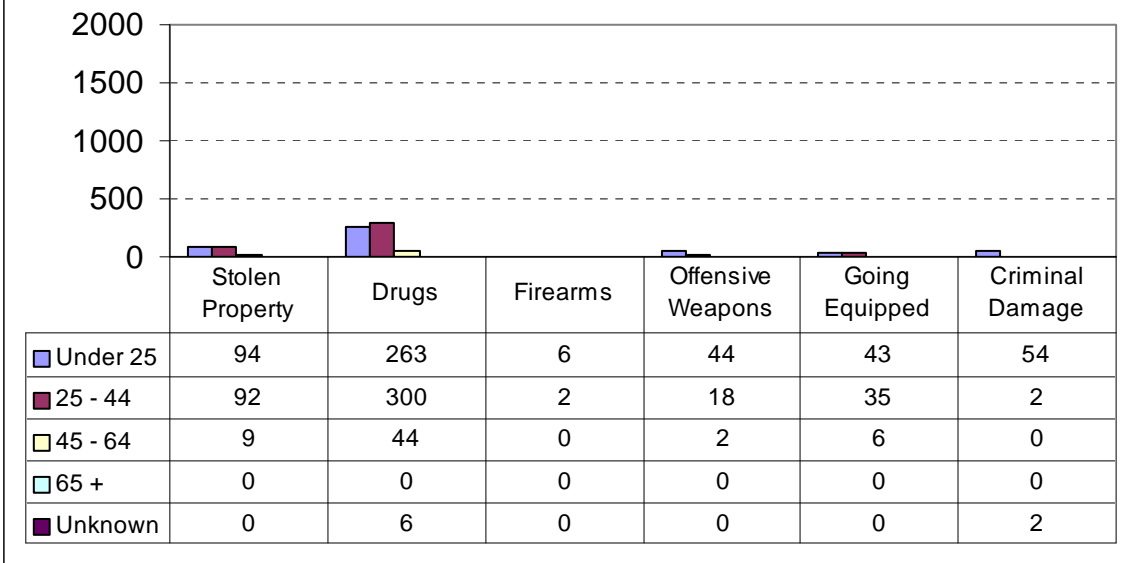 2000
1500
1000
500
0
Stolen Property Drugs Firearms Offensive Weapons Going Equipped Criminal Damage
Under 25 94 263 6 44 43 54
25 - 44 92 300 2 18 35 2
45 - 64 9 44 0 2 6 0
65 + 0 0 0 0 0 0
Unknown 0 6 0 0 0 2